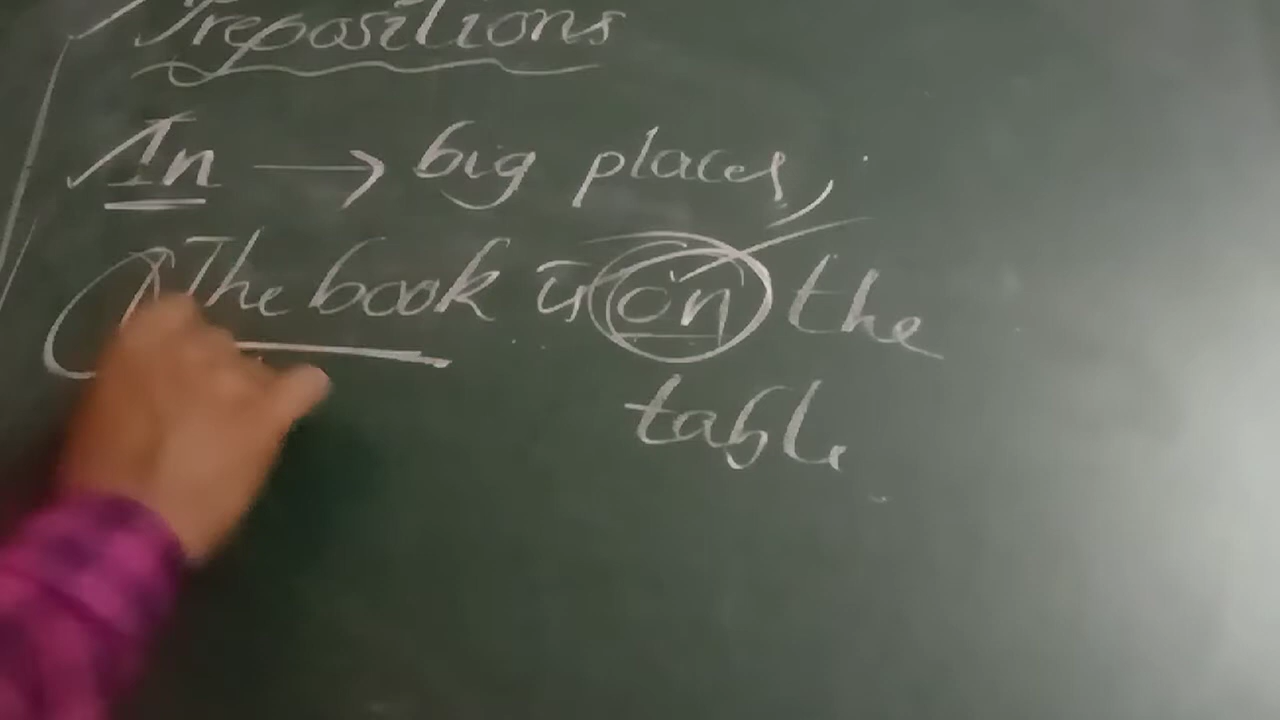 Prepositions
In → big places,
The book is on the
table